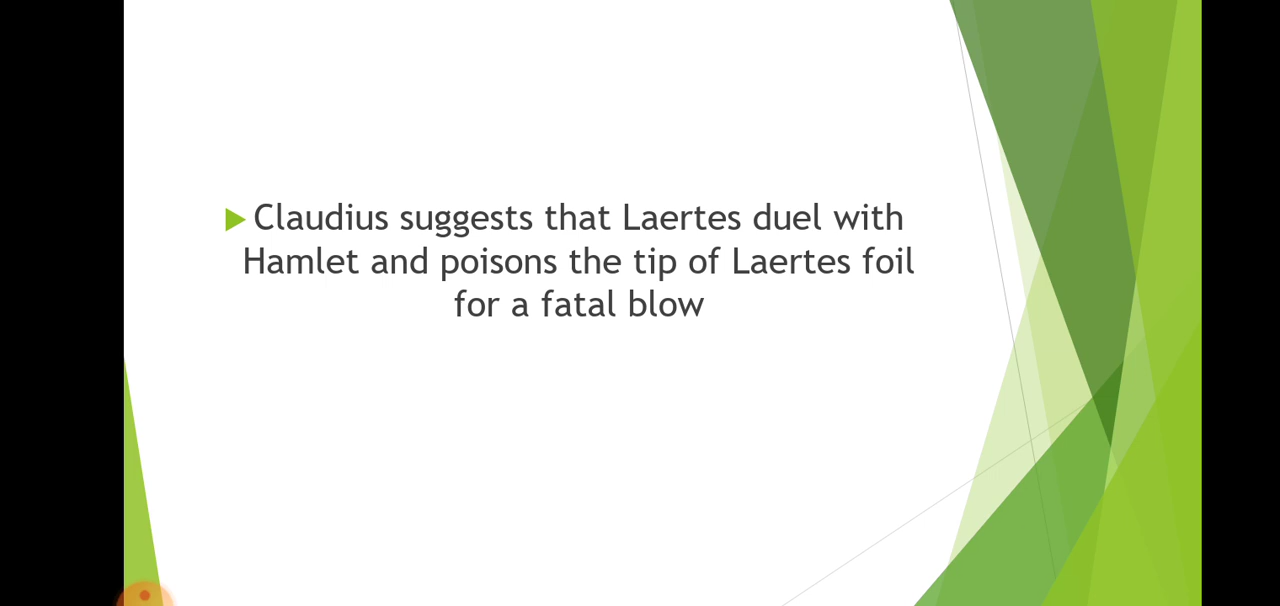 Claudius suggests that Laertes duel with
Hamlet and poisons the tip of Laertes foil
for a fatal blow